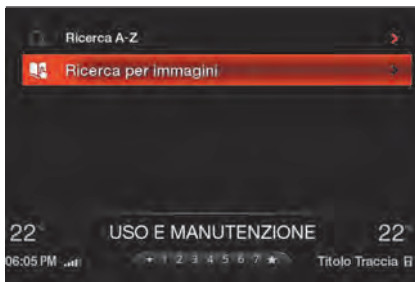 Ricerca A-Z
Ricerca per immagini
22° USO E MANUTENZIONE 22°
06:05 PM 1 2 3 4 5 6 7 Titolo Traccia